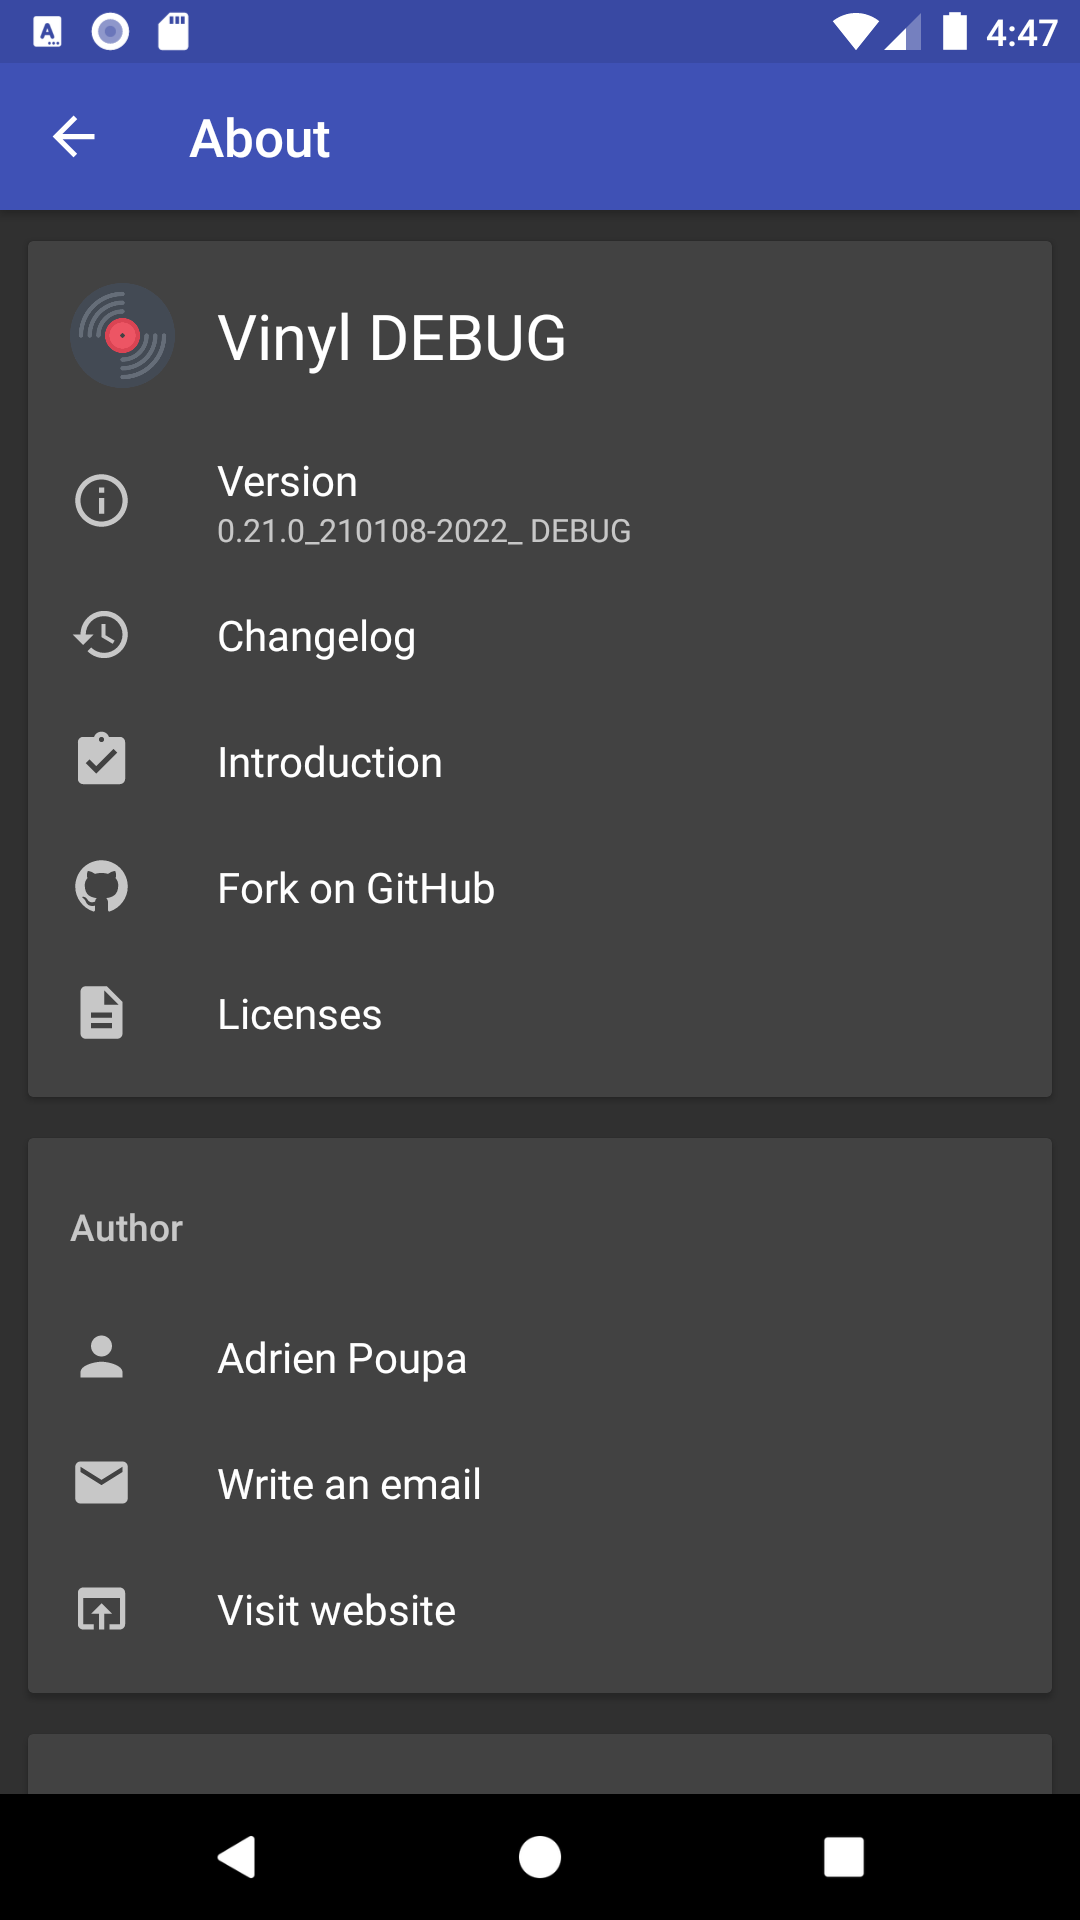 4:47
About
Vinyl DEBUG
Version
0.21.0_210108-2022_ DEBUG
Changelog
Introduction
Fork on GitHub
Licenses
Author
Adrien Poupa
Write an email
Visit website